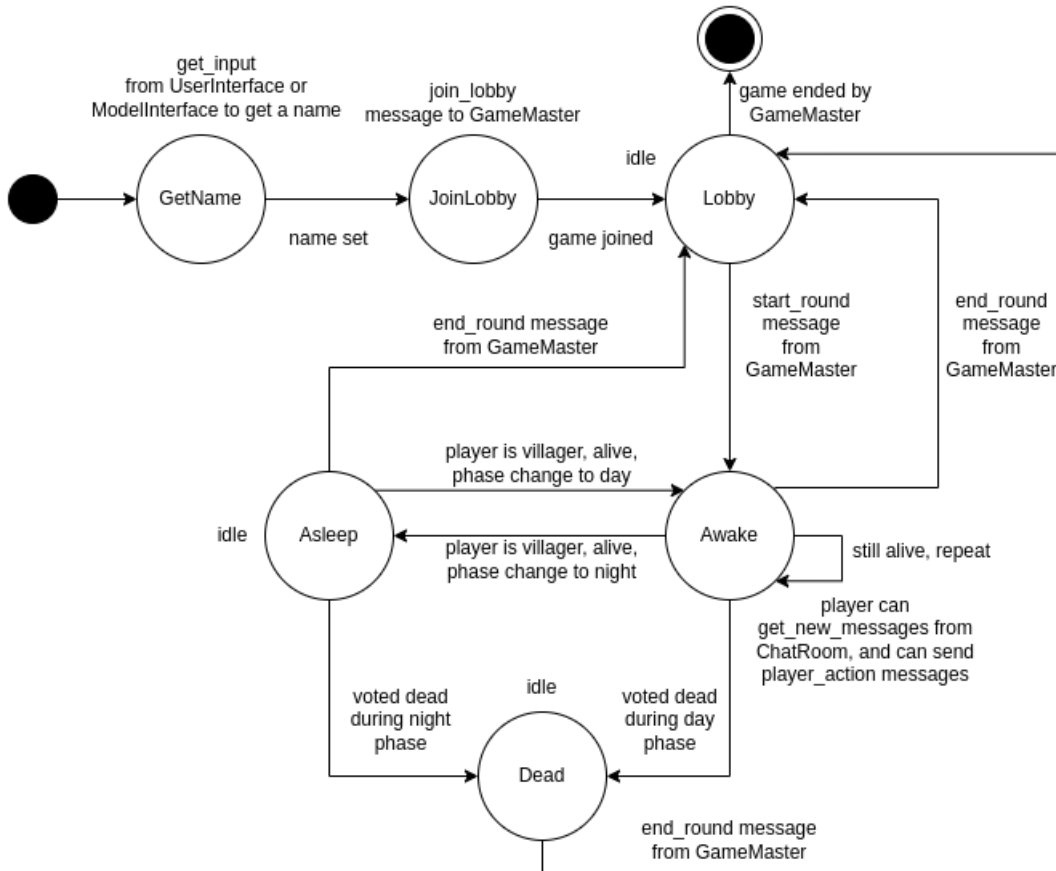 get_input
from UserInterface or
ModelInterface to get a name
join_lobby
message to GameMaster
game ended by
GameMaster
idle
GetName
JoinLobby
Lobby
name set
game joined
end_round message
from GameMaster
start_round
message
from
GameMaster
end_round
message
from
GameMaster
player is villager, alive,
phase change to day
idle
Asleep
Awake
player is villager, alive,
phase change to night
still alive, repeat
player can
get_new_messages from
ChatRoom, and can send
player_action messages
voted dead
during night
phase
idle
voted dead
during day
phase
Dead
end_round message
from GameMaster